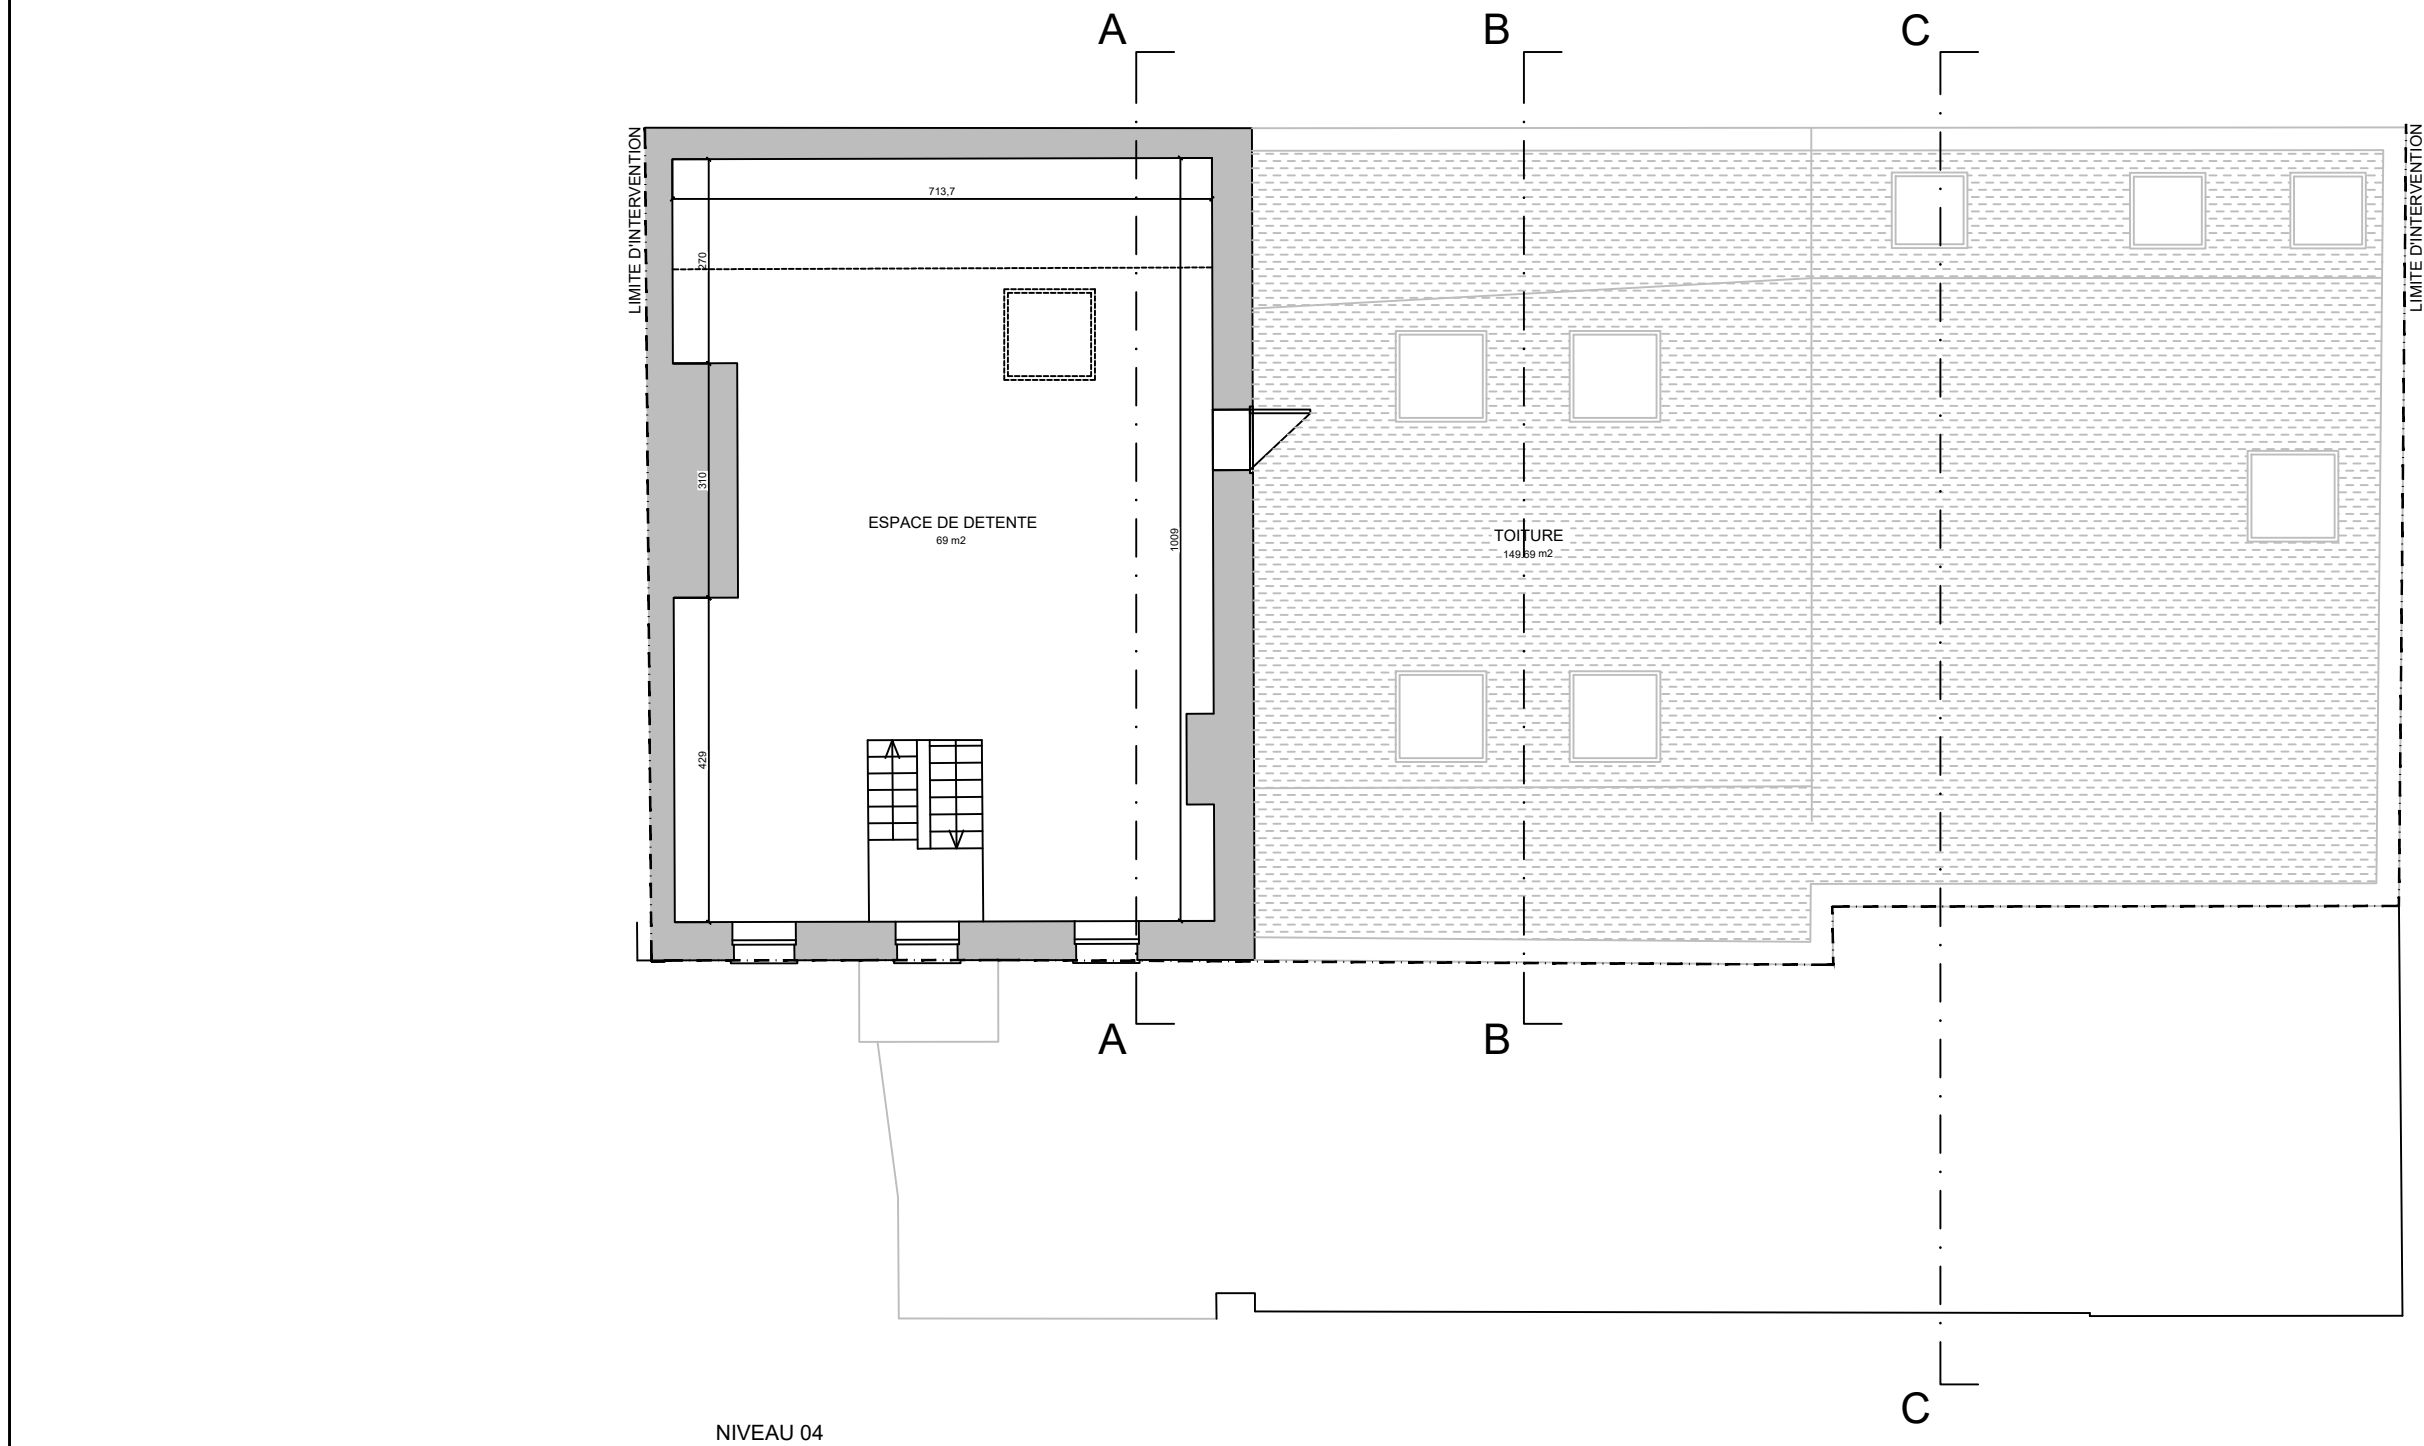 A
B
C
LIMITE D'INTERVENTION
LIMITE D'INTERVENTION
713,7
270
310
ESPACE DE DETENTE
69 m2
1009
TOITURE
149.69 m2
429
A
B
C
NIVEAU 04